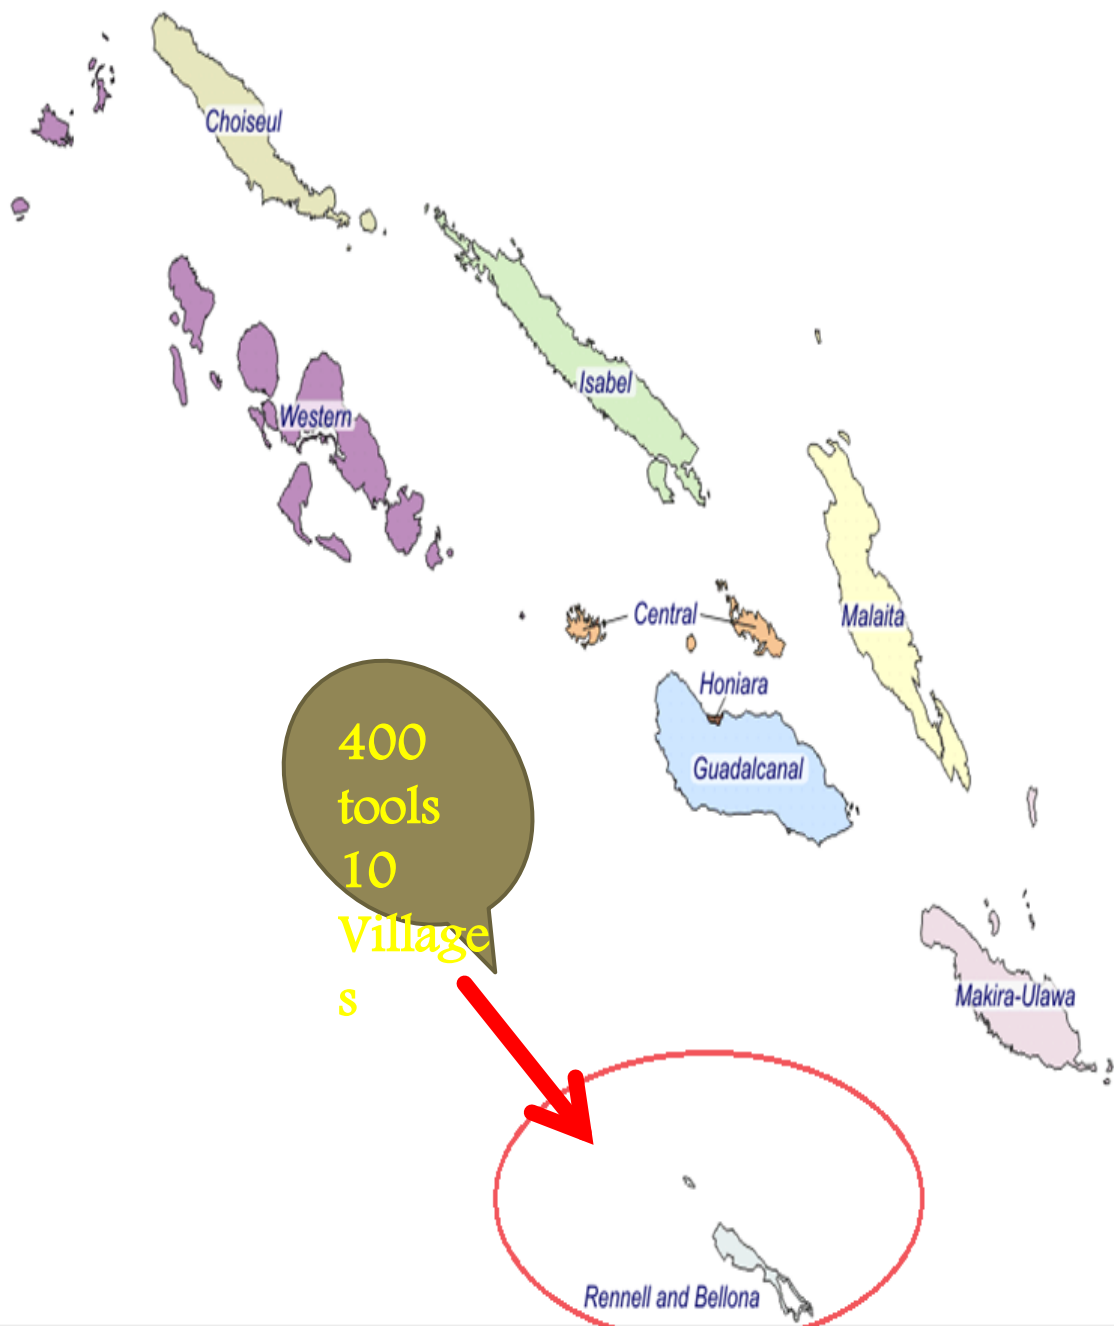 Choiseul
Isabel
Western
Central
Malaita
Honiara
Guadalcanal
400
tools
10
Village
s
Makira-Ulawa
Rennell and Bellona